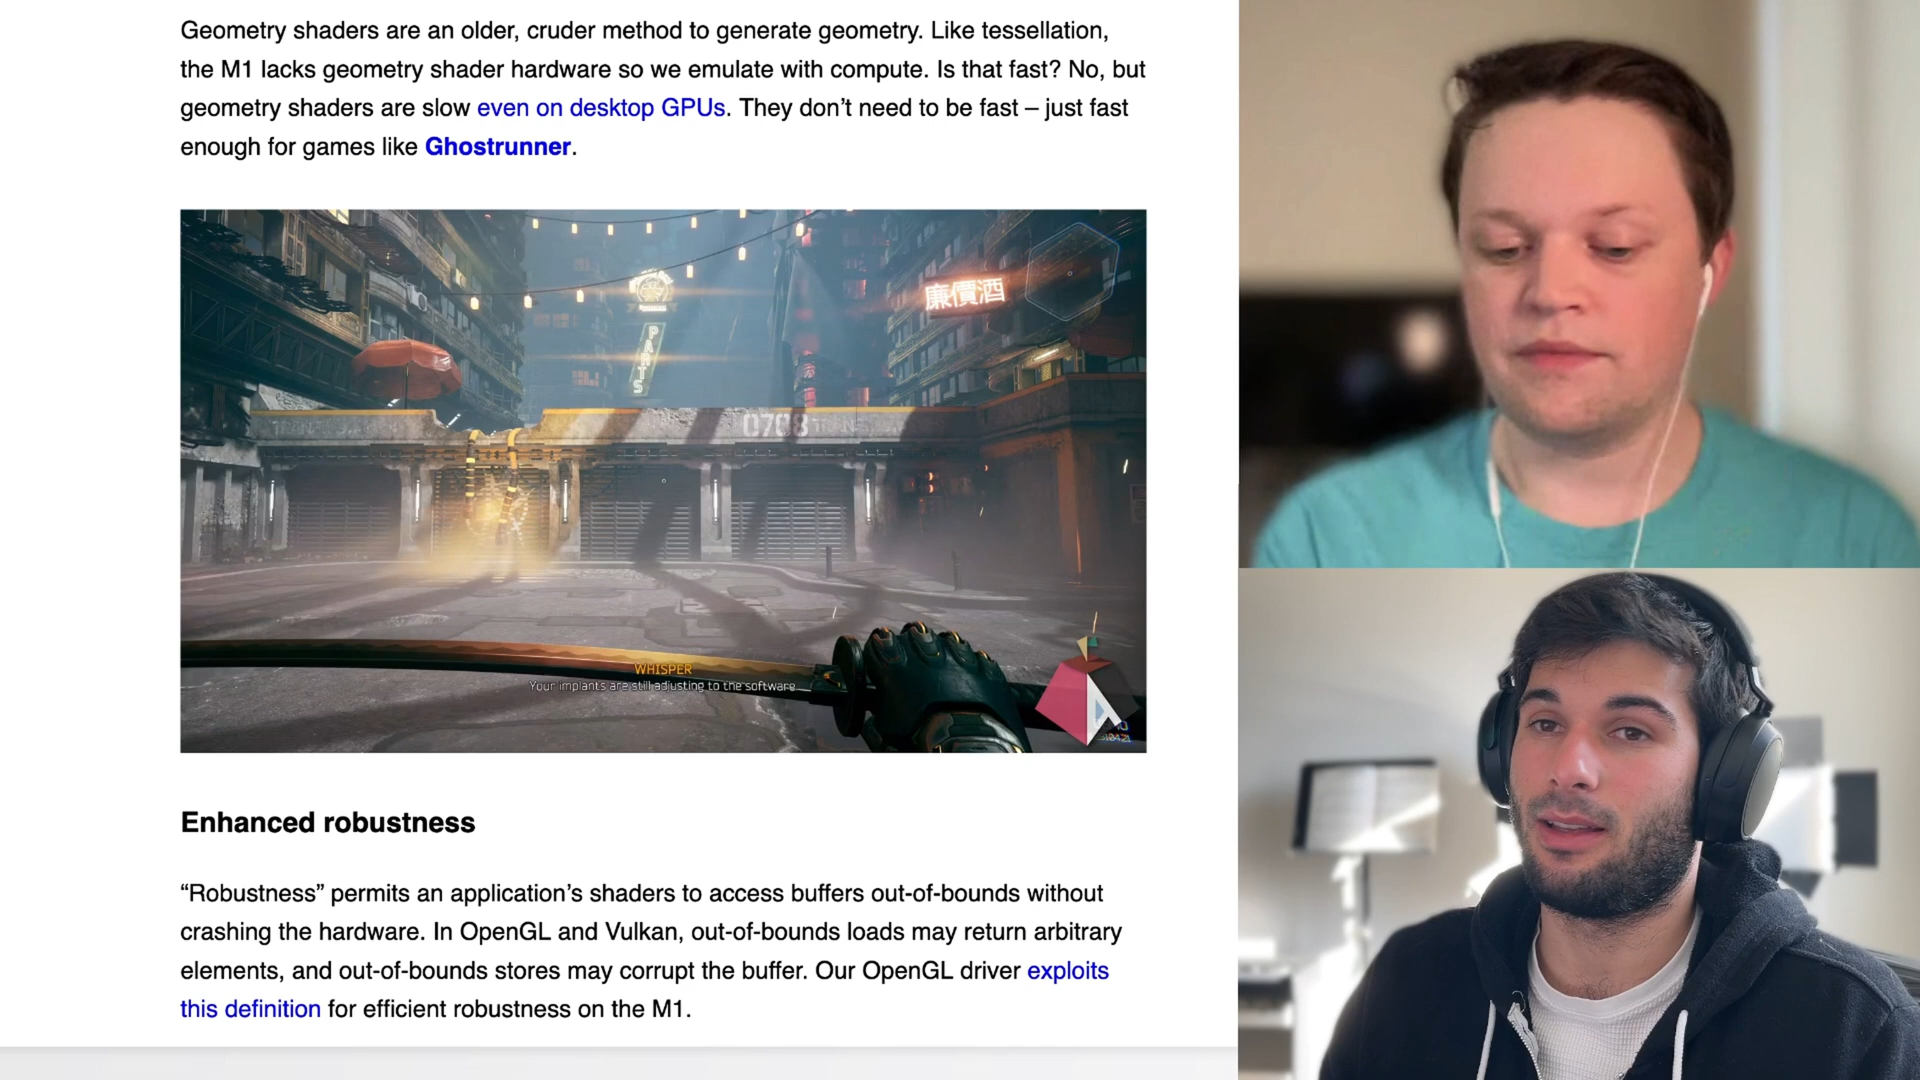 Geometry shaders are an older, cruder method to generate geometry. Like tessellation,
the M1 lacks geometry shader hardware so we emulate with compute. Is that fast? No, but
geometry shaders are slow even on desktop GPUs. They don’t need to be fast – just fast
enough for games like Ghostrunner.
廉價酒
PARTS
0708
WHISPER
Your implants are still adjusting to the software
Enhanced robustness
“Robustness” permits an application’s shaders to access buffers out-of-bounds without
crashing the hardware. In OpenGL and Vulkan, out-of-bounds loads may return arbitrary
elements, and out-of-bounds stores may corrupt the buffer. Our OpenGL driver exploits
this definition for efficient robustness on the M1.